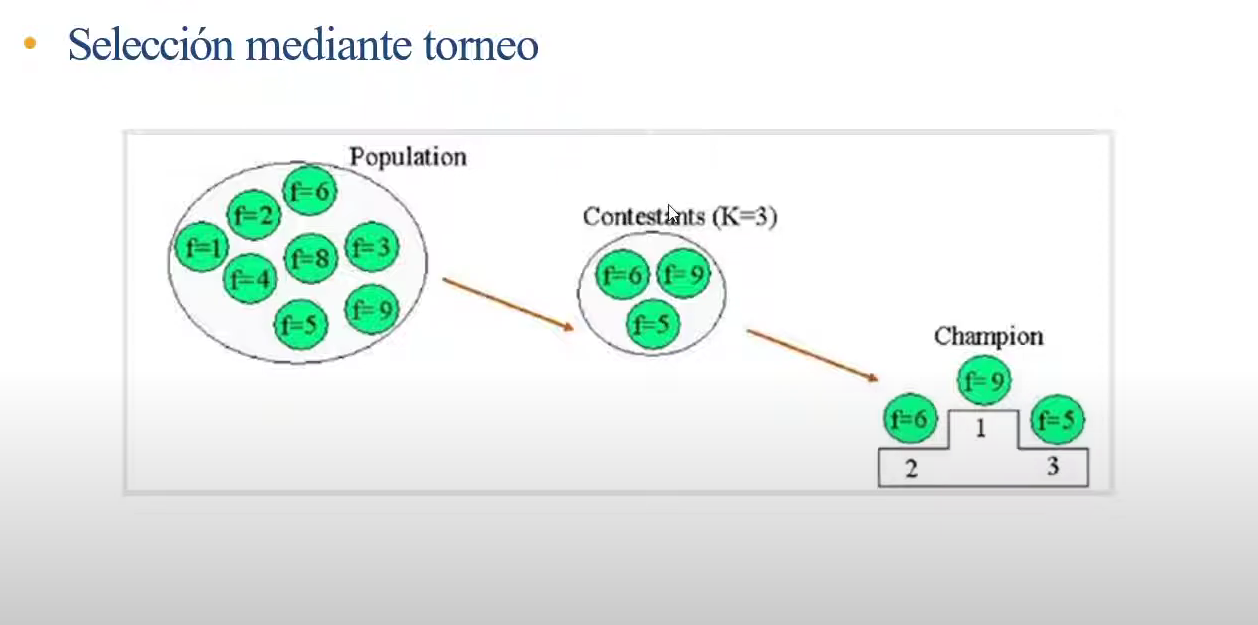 • Selección mediante torneo
Population
f=6
f=2
f=1
f=8
f=3
f=4
f=9
f=5
Contestants (K=3)
f=6
f=9
f=5
Champion
f=9
f=6
f=5
1
2
3